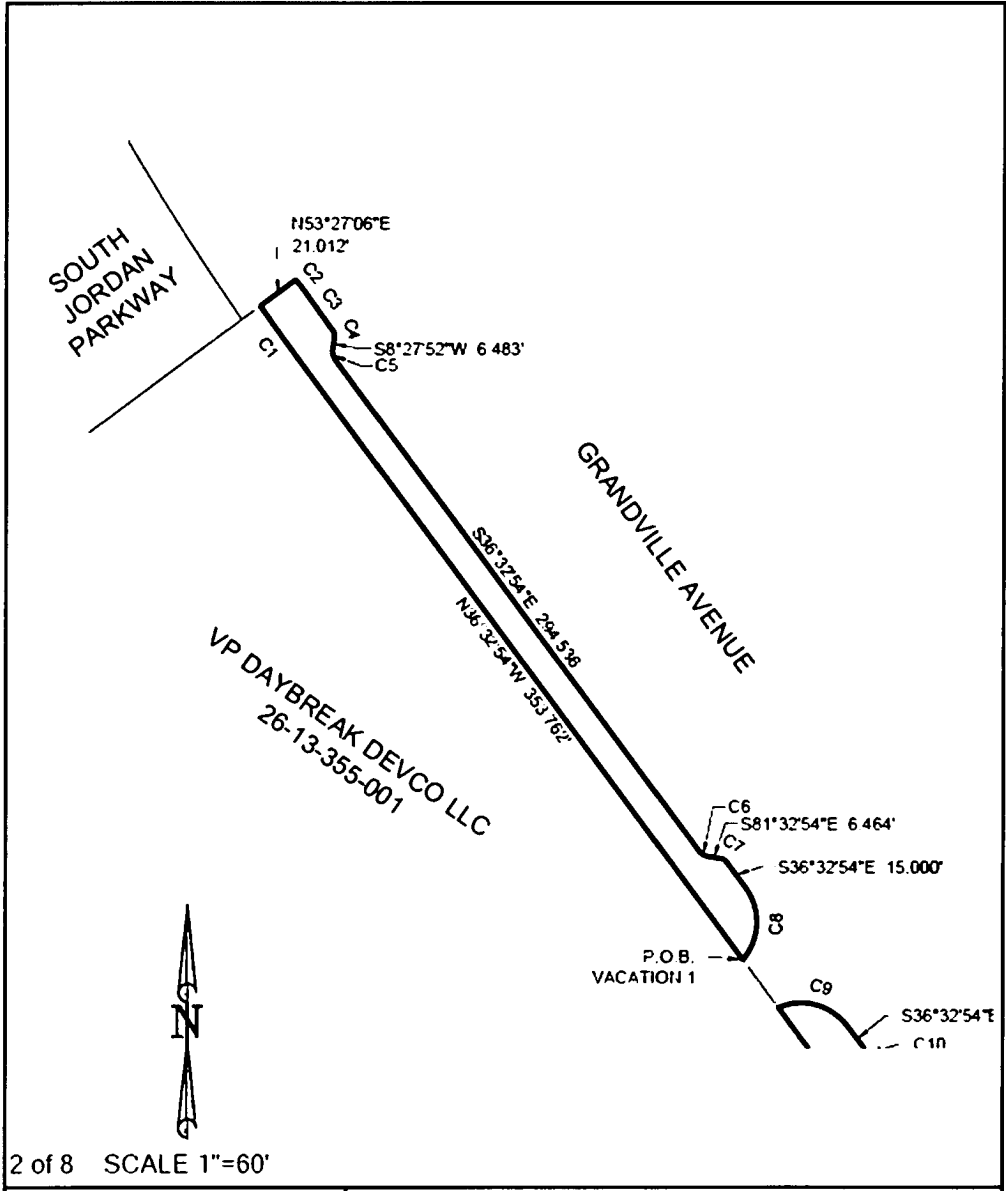 N53°27'06"E
21.012'
SOUTH
JORDAN
PARKWAY
C2
C3
C4
C1
S8°27'52"W 6.483'
C5
GRANDVILLE AVENUE
S36°32'54"E 294.536
N36°32'54"W 353.762'
VP DAYBREAK DEVCO LLC
26-13-355-001
C6
S81°32'54"E 6.464'
C7
S36°32'54"E 15.000'
C8
P.O.B.
VACATION 1
C9
S36°32'54"E
C10
N
2 of 8 SCALE 1"=60'